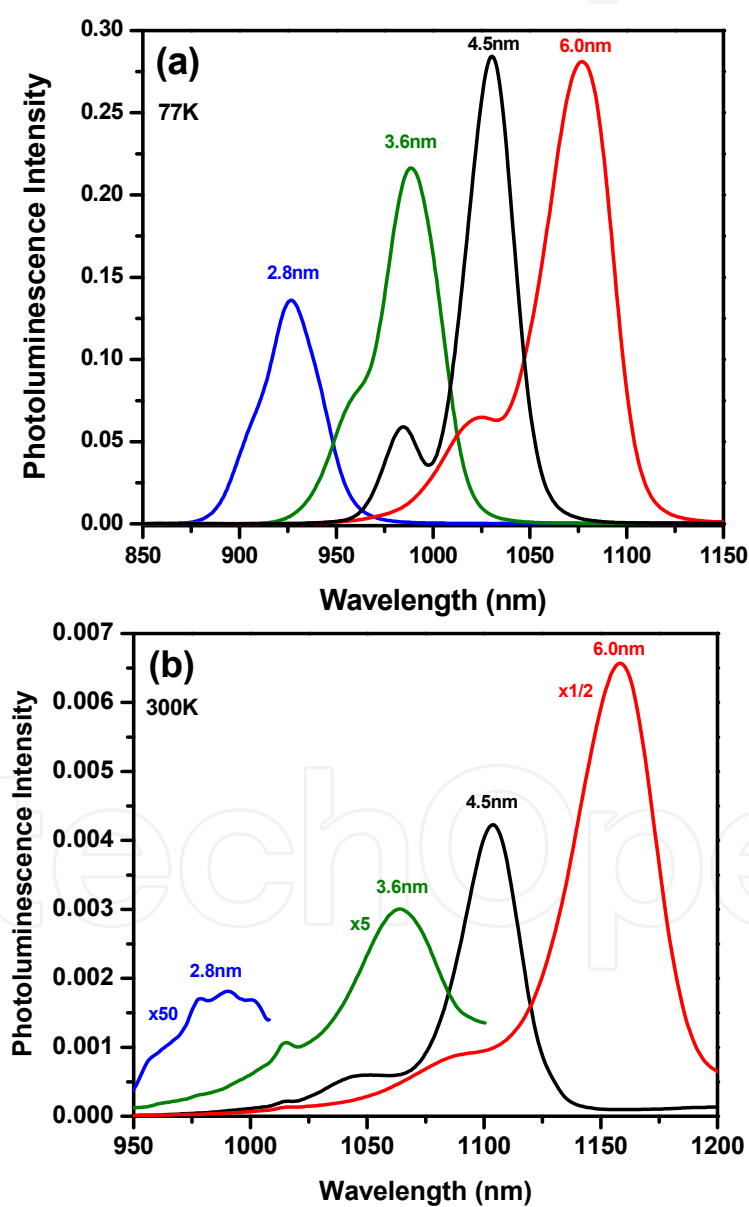 (a)
77K
2.8nm
3.6nm
4.5nm
6.0nm
Photoluminescence Intensity
0.30
0.25
0.20
0.15
0.10
0.05
0.00
850 900 950 1000 1050 1100 1150
Wavelength (nm)
(b)
300K
x50
2.8nm
x5
3.6nm
4.5nm
x1/2
6.0nm
Photoluminescence Intensity
0.007
0.006
0.005
0.004
0.003
0.002
0.001
0.000
950 1000 1050 1100 1150 1200
Wavelength (nm)
techOpe